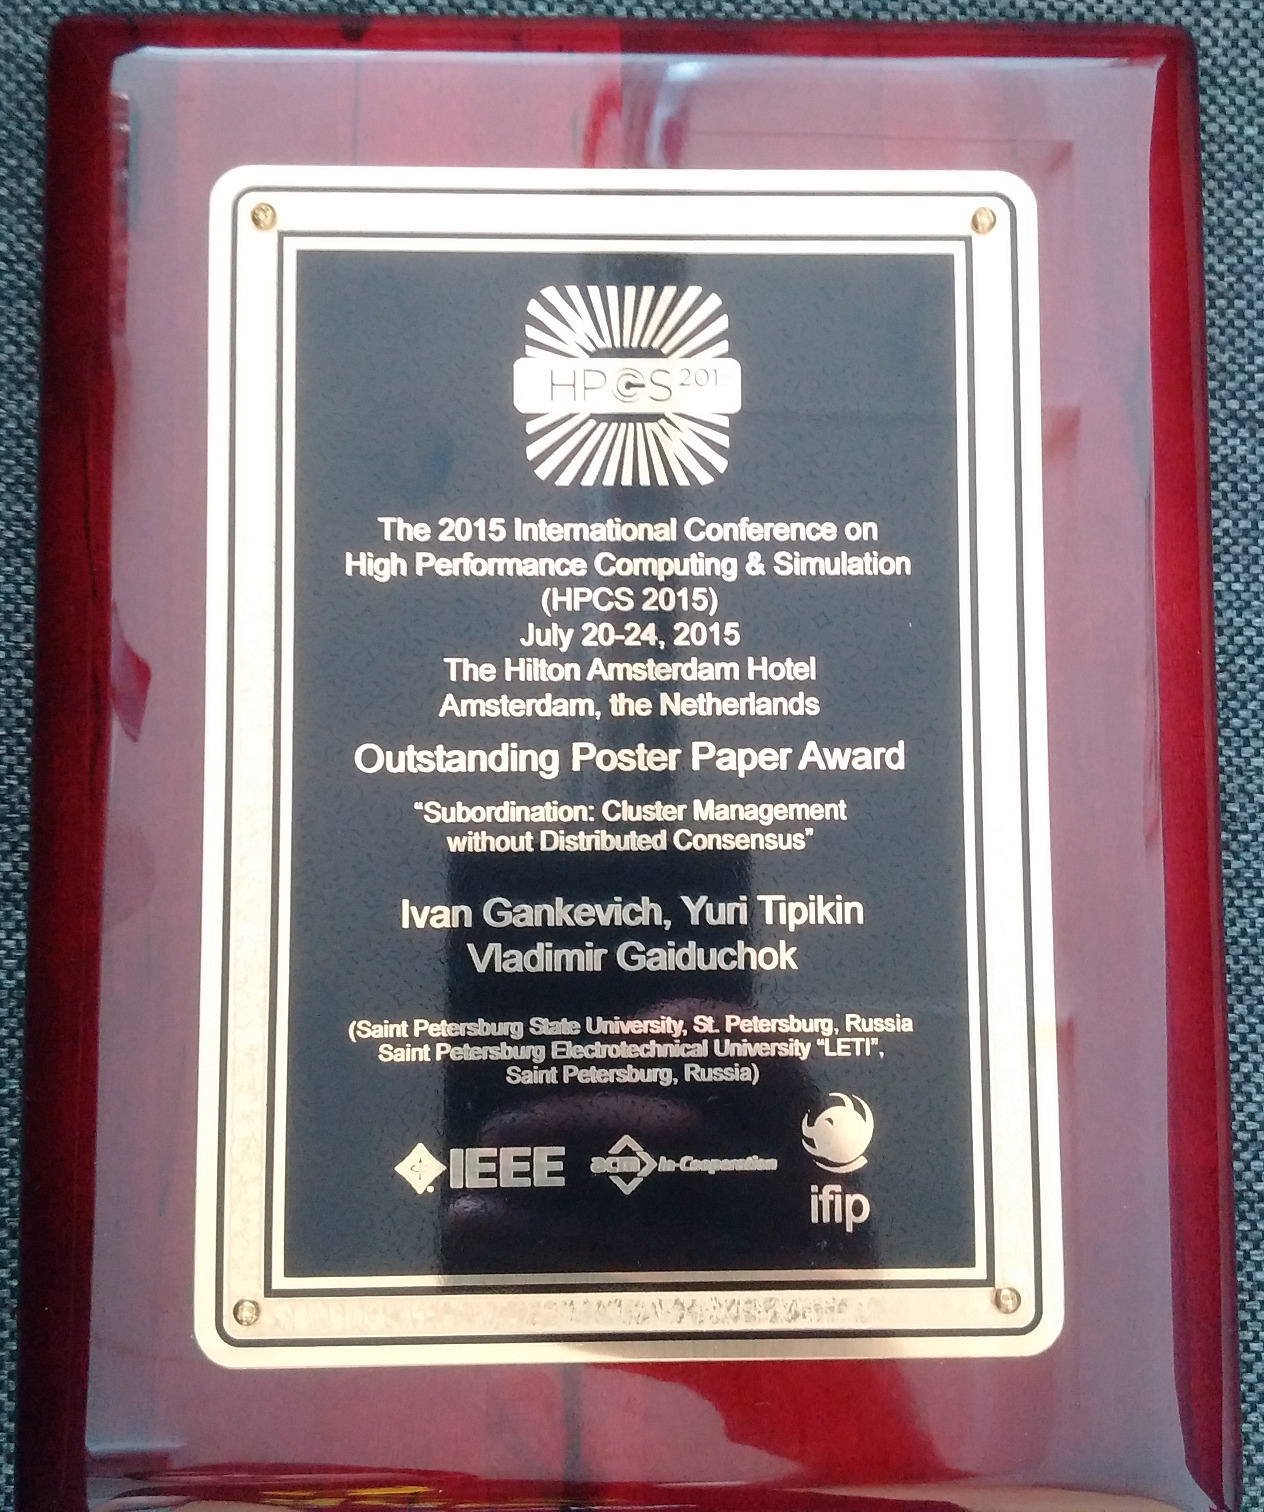 HPCS 2015
The 2015 International Conference on
High Performance Computing & Simulation
(HPCS 2015)
July 20-24, 2015
The Hilton Amsterdam Hotel
Amsterdam, the Netherlands
Outstanding Poster Paper Award
“Subordination: Cluster Management
without Distributed Consensus”
Ivan Gankevich, Yuri Tipikin
Vladimir Gaiduchok
(Saint Petersburg State University, St. Petersburg, Russia
Saint Petersburg Electrotechnical University “LETI”,
Saint Petersburg, Russia)
IEEE acm In-Cooperation
ifip